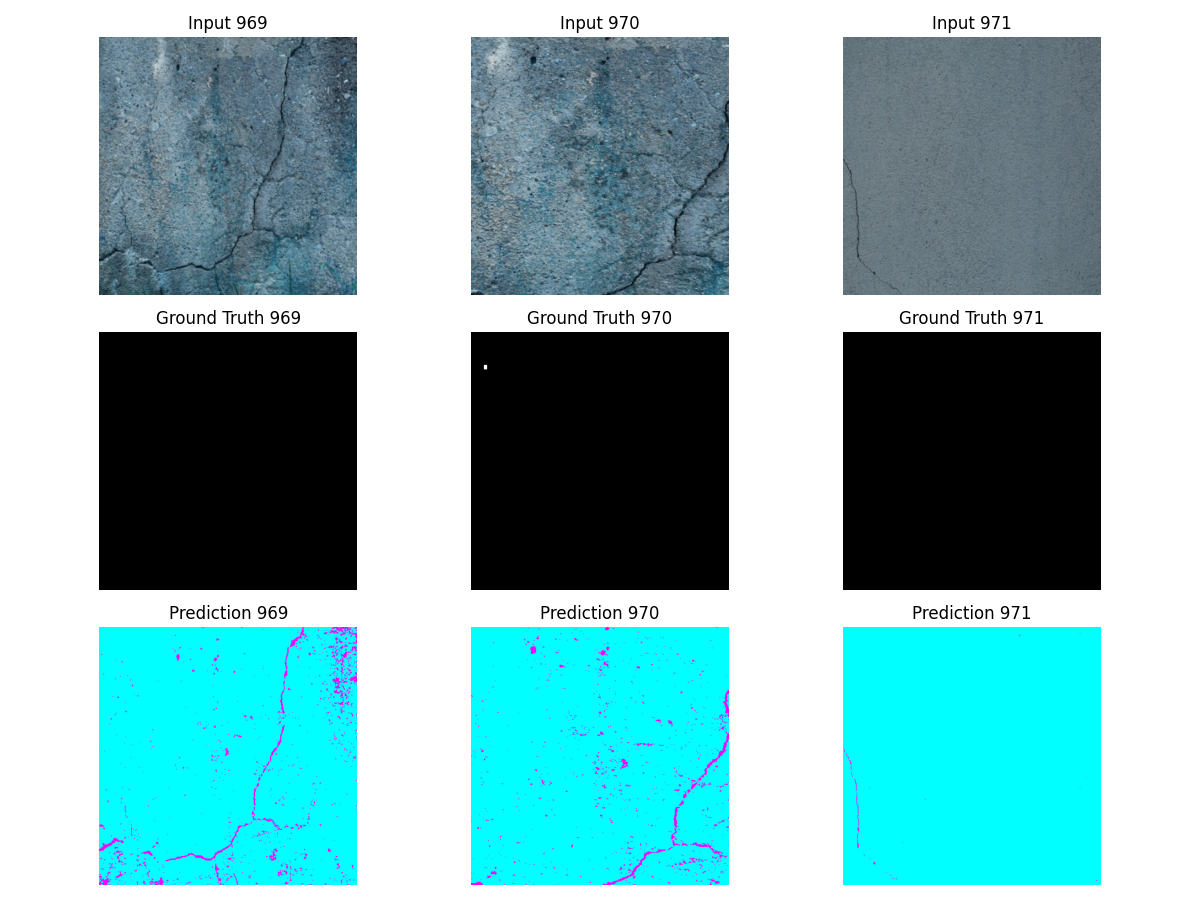 Input 969
Input 970
Input 971
Ground Truth 969
Ground Truth 970
Ground Truth 971
Prediction 969
Prediction 970
Prediction 971